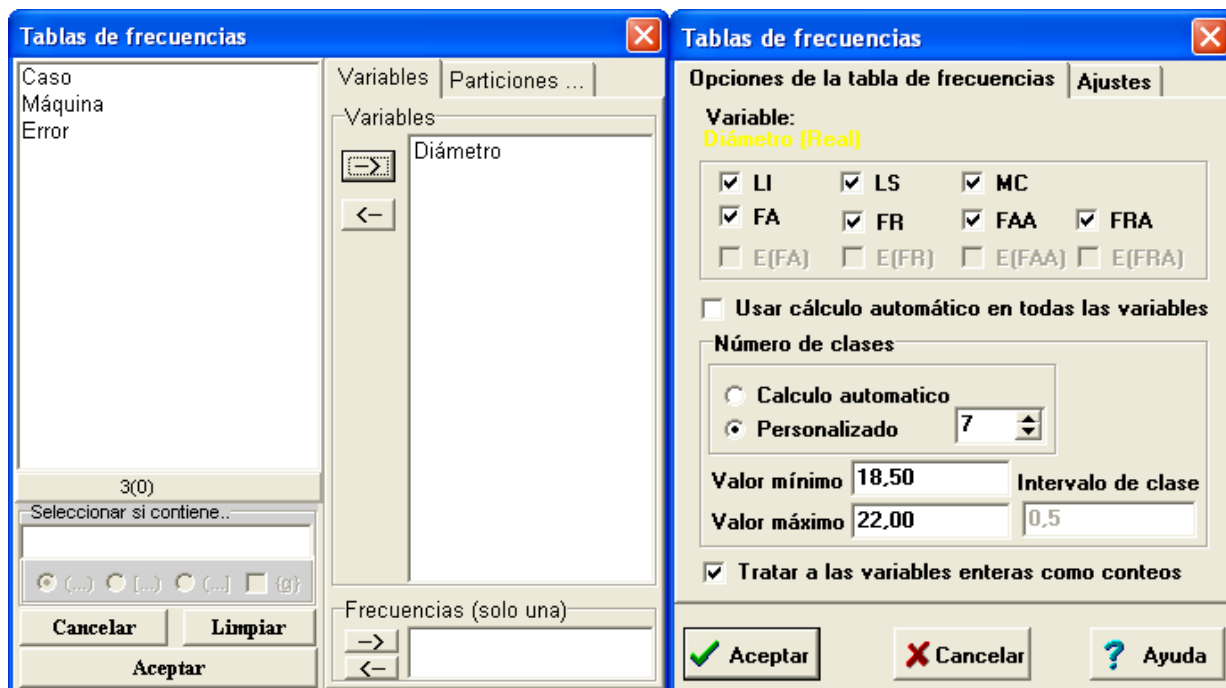 Tablas de frecuencias
Caso
Máquina
Error
3(0)
Seleccionar si contiene..
(...) [...) (...] {g}
Cancelar Limpiar
Aceptar
Variables Particiones ...
Variables
-->
<--
Diámetro
Frecuencias (solo una)
-->
<--
Tablas de frecuencias
Opciones de la tabla de frecuencias Ajustes
Variable:
Diámetro (Real)
LI LS MC
FA FR FAA FRA
E(FA) E(FR) E(FAA) E(FRA)
Usar cálculo automático en todas las variables
Número de clases
Calculo automatico
Personalizado 7
Valor mínimo 18,50 Intervalo de clase
Valor máximo 22,00 0,5
Tratar a las variables enteras como conteos
Aceptar Cancelar ? Ayuda